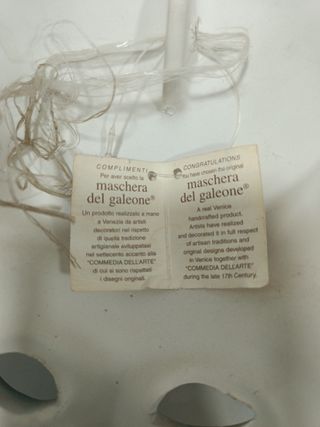 COMPLIMENTI
Per aver scelto la
maschera
del galeone®
Un prodotto realizzato a mano
a Venezia da artisti
decoratori nel rispetto
di quella tradizione
artigianale sviluppatasi
nel settecento accanto alla
"COMMEDIA DELL'ARTE"
di cui si sono rispettati
i disegni originali.
CONGRATULATIONS
You have chosen the original
maschera
del galeone®
A real Venice
handcrafted product.
Artists have realized
and decorated it in full respect
of artisan traditions and
original designs developed
in Venice together with
"COMMEDIA DELL'ARTE"
during the late 17th Century.